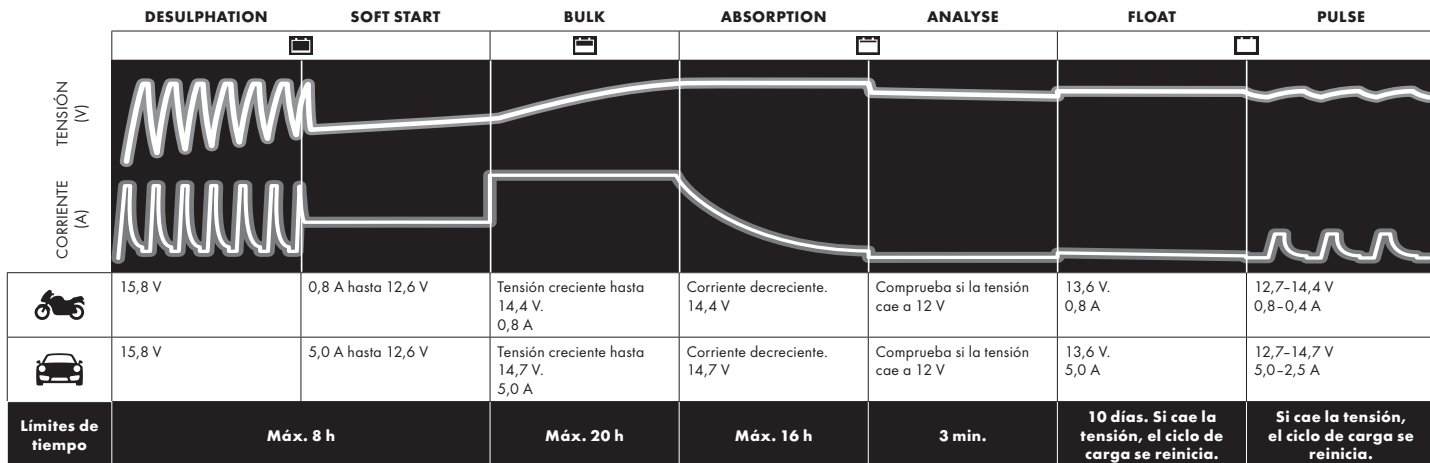 DESULPHATION SOFT START BULK ABSORPTION ANALYSE FLOAT PULSE
TENSIÓN
(V)
CORRIENTE
(A)
15,8 V
0,8 A hasta 12,6 V
Tensión creciente hasta
14,4 V.
0,8 A
Corriente decreciente.
14,4 V
Comprueba si la tensión
cae a 12 V
13,6 V.
0,8 A
12,7–14,4 V
0,8–0,4 A
15,8 V
5,0 A hasta 12,6 V
Tensión creciente hasta
14,7 V.
5,0 A
Corriente decreciente.
14,7 V
Comprueba si la tensión
cae a 12 V
13,6 V.
5,0 A
12,7–14,7 V
5,0–2,5 A
Límites de
tiempo
Máx. 8 h
Máx. 20 h
Máx. 16 h
3 min.
10 días. Si cae la
tensión, el ciclo de
carga se reinicia.
Si cae la tensión,
el ciclo de carga se
reinicia.